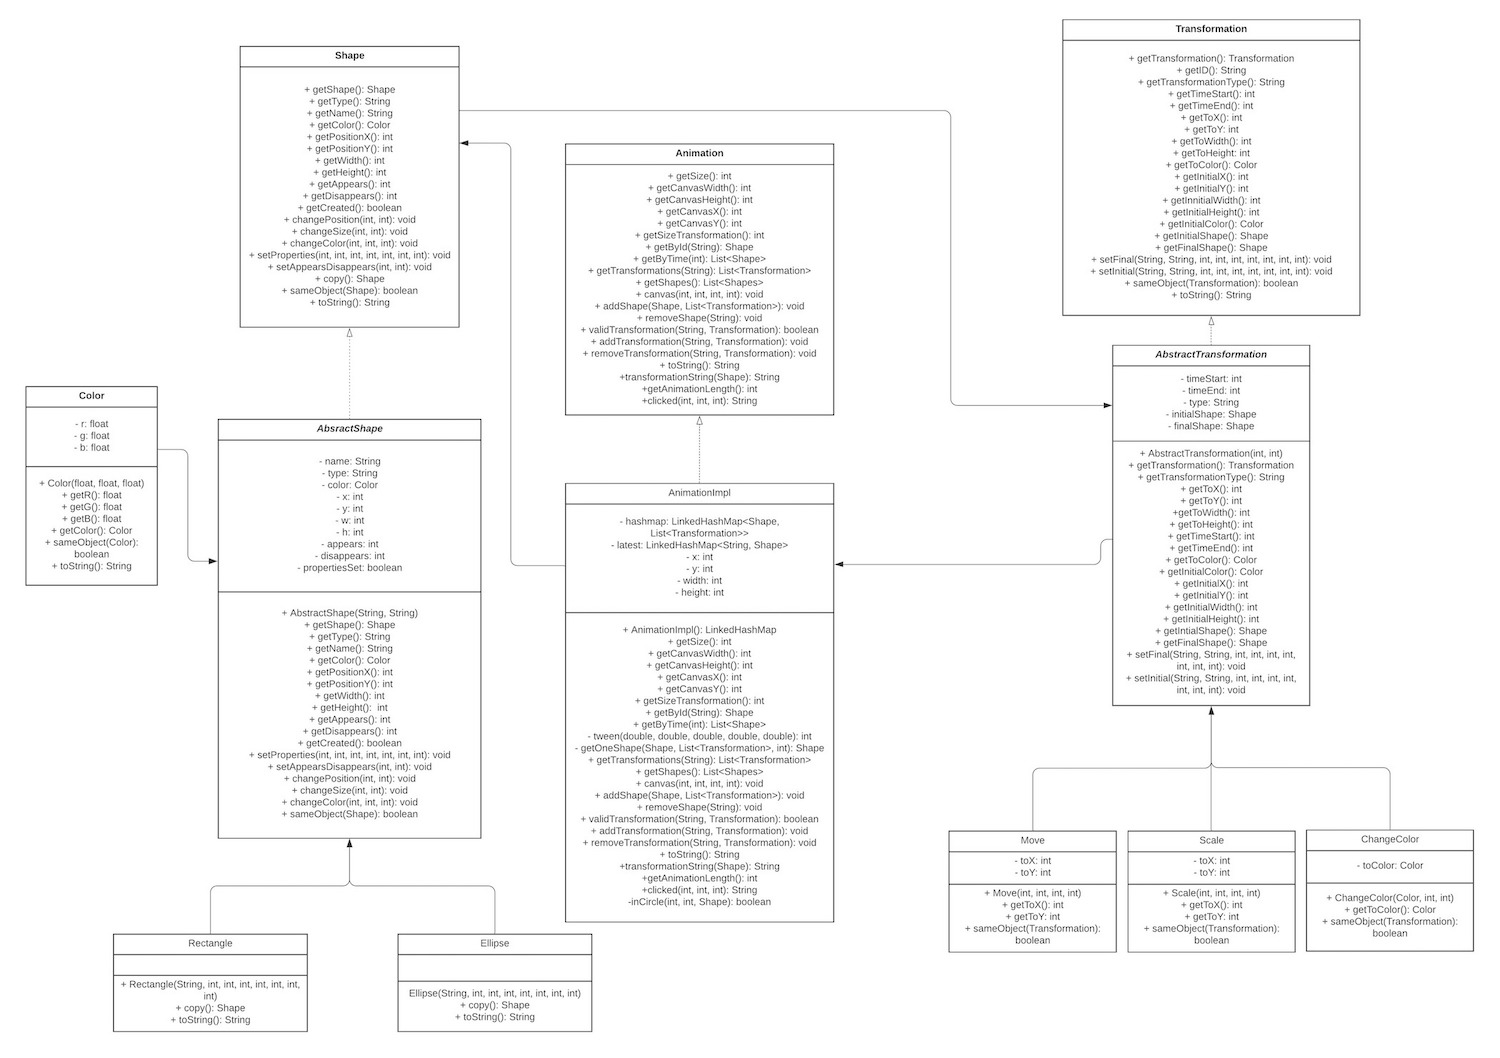 Shape
+ getShape(): Shape
+ getType(): String
+ getName(): String
+ getColor(): Color
+ getPositionX(): int
+ getPositionY(): int
+ getWidth(): int
+ getHeight(): int
+ getAppears(): int
+ getDisappears(): int
+ getCreated(): boolean
+ changePosition(int, int): void
+ changeSize(int, int): void
+ changeColor(int, int, int): void
+ setProperties(int, int, int, int, int, int, int): void
+ setAppearsDisappears(int, int): void
+ copy(): Shape
+ sameObject(Shape): boolean
+ toString(): String
Animation
+ getSize(): int
+ getCanvasWidth(): int
+ getCanvasHeight(): int
+ getCanvasX(): int
+ getCanvasY(): int
+ getSizeTransformation(): int
+ getById(String): Shape
+ getByTime(int): List<Shape>
+ getTransformations(String): List<Transformation>
+ getShapes(): List<Shapes>
+ canvas(int, int, int, int): void
+ addShape(Shape, List<Transformation>): void
+ removeShape(String): void
+ validTransformation(String, Transformation): boolean
+ addTransformation(String, Transformation): void
+ removeTransformation(String, Transformation): void
+ toString(): String
+transformationString(Shape): String
+getAnimationLength(): int
+clicked(int, int, int): String
Transformation
+ getTransformation(): Transformation
+ getID(): String
+ getTransformationType(): String
+ getTimeStart(): int
+ getTimeEnd(): int
+ getToX(): int
+ getToY: int
+ getToWidth(): int
+ getToHeight: int
+ getToColor(): Color
+ getInitialX(): int
+ getInitialY(): int
+ getInnitialWidth(): int
+ getInitialHeight(): int
+ getInitialColor(): Color
+ getInitialShape(): Shape
+ getFinalShape(): Shape
+ setFinal(String, String, int, int, int, int, int, int, int): void
+ setInitial(String, String, int, int, int, int, int, int, int): void
+ sameObject(Transformation): boolean
+ toString(): String
Color
- r: float
- g: float
- b: float
+ Color(float, float, float)
+ getR(): float
+ getG(): float
+ getB(): float
+ getColor(): Color
+ sameObject(Color):
boolean
+ toString(): String
AbsractShape
- name: String
- type: String
- color: Color
- x: int
- y: int
- w: int
- h: int
- appears: int
- disappears: int
- propertiesSet: boolean
+ AbstractShape(String, String)
+ getShape(): Shape
+ getType(): String
+ getName(): String
+ getColor(): Color
+ getPositionX(): int
+ getPositionY(): int
+ getWidth(): int
+ getHeight(): int
+ getAppears(): int
+ getDisappears(): int
+ getCreated(): boolean
+ setProperties(int, int, int, int, int, int, int): void
+ setAppearsDisappears(int, int): void
+ changePosition(int, int): void
+ changeSize(int, int): void
+ changeColor(int, int, int): void
+ sameObject(Shape): boolean
AnimationImpl
- hashmap: LinkedHashMap<Shape,
List<Transformation>>
- latest: LinkedHashMap<String, Shape>
- x: int
- y: int
- width: int
- height: int
+ AnimationImpl(): LinkedHashMap
+ getSize(): int
+ getCanvasWidth(): int
+ getCanvasHeight(): int
+ getCanvasX(): int
+ getCanvasY(): int
+ getSizeTransformation(): int
+ getById(String): Shape
+ getByTime(int): List<Shape>
- tween(double, double, double, double, double): int
- getOneShape(Shape, List<Transformation>, int): Shape
+ getTransformations(String): List<Transformation>
+ getShapes(): List<Shapes>
+ canvas(int, int, int, int): void
+ addShape(Shape, List<Transformation>): void
+ removeShape(String): void
+ validTransformation(String, Transformation): boolean
+ addTransformation(String, Transformation): void
+ removeTransformation(String, Transformation): void
+ toString(): String
+transformationString(Shape): String
+getAnimationLength(): int
+clicked(int, int, int): String
-inCircle(int, int, Shape): boolean
AbstractTransformation
- timeStart: int
- timeEnd: int
- type: String
- initialShape: Shape
- finalShape: Shape
+ AbstractTransformation(int, int)
+ getTransformation(): Transformation
+ getTransformationType(): String
+ getToX(): int
+ getToY(): int
+getToWidth(): int
+ getToHeight(): int
+ getTimeStart(): int
+ getTimeEnd(): int
+ getToColor(): Color
+ getInitialColor(): Color
+ getInitialX(): int
+ getInitialY(): int
+ getInitialWidth(): int
+ getInitialHeight(): int
+ getIntialShape(): Shape
+ getFinalShape(): Shape
+ setFinal(String, String, int, int, int, int,
int, int, int): void
+ setInitial(String, String, int, int, int, int,
int, int, int): void
Rectangle
+ Rectangle(String, int, int, int, int, int, int,
int)
+ copy(): Shape
+ toString(): String
Ellipse
Ellipse(String, int, int, int, int, int, int, int)
+ copy(): Shape
+ toString(): String
Move
- toX: int
- toY: int
+ Move(int, int, int, int)
+ getToX(): int
+ getToY: int
+ sameObject(Transformation):
boolean
Scale
- toX: int
- toY: int
+ Scale(int, int, int, int)
+ getToX(): int
+ getToY: int
+ sameObject(Transformation):
boolean
ChangeColor
- toColor: Color
+ ChangeColor(Color, int, int)
+ getToColor(): Color
+ sameObject(Transformation):
boolean